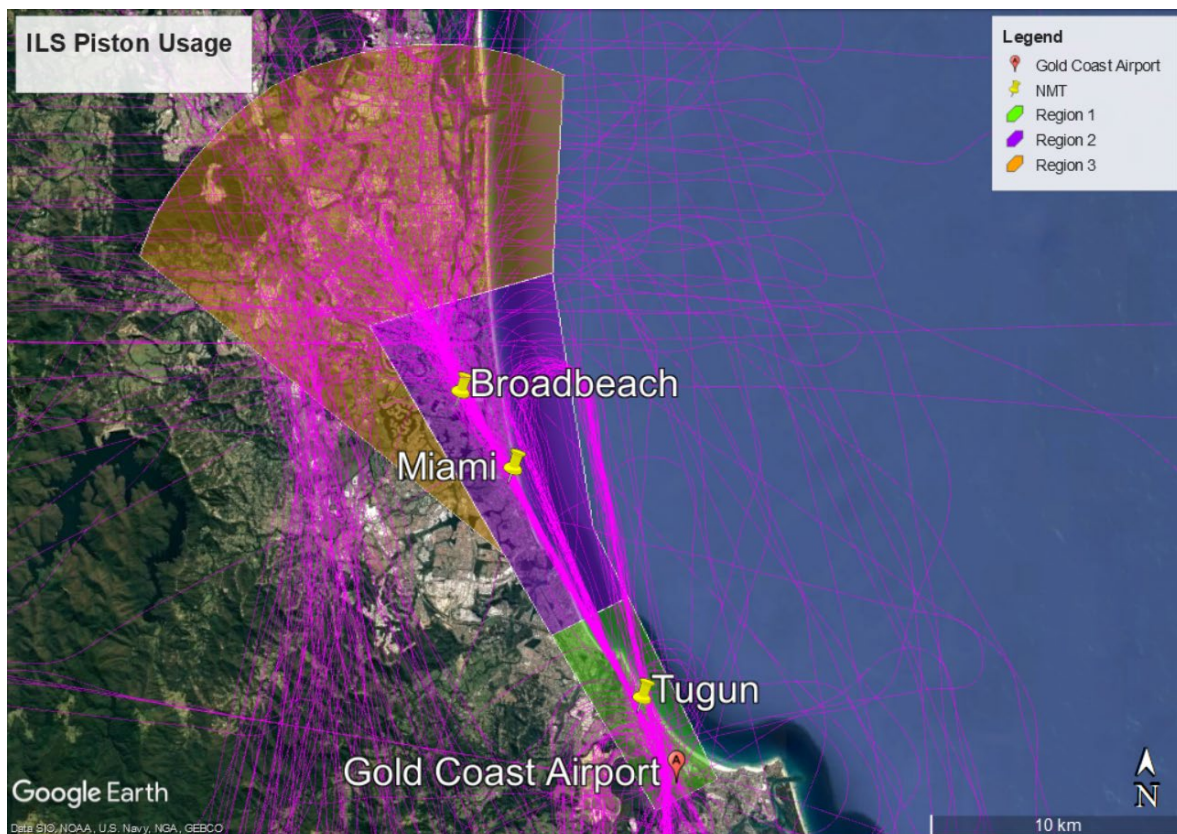 ILS Piston Usage
Legend
Gold Coast Airport
NMT
Region 1
Region 2
Region 3
Broadbeach
Miami
Tugun
Gold Coast Airport
A
N
Google Earth
Data SIO, NOAA, U.S. Navy, NGA, GEBCO
10 km